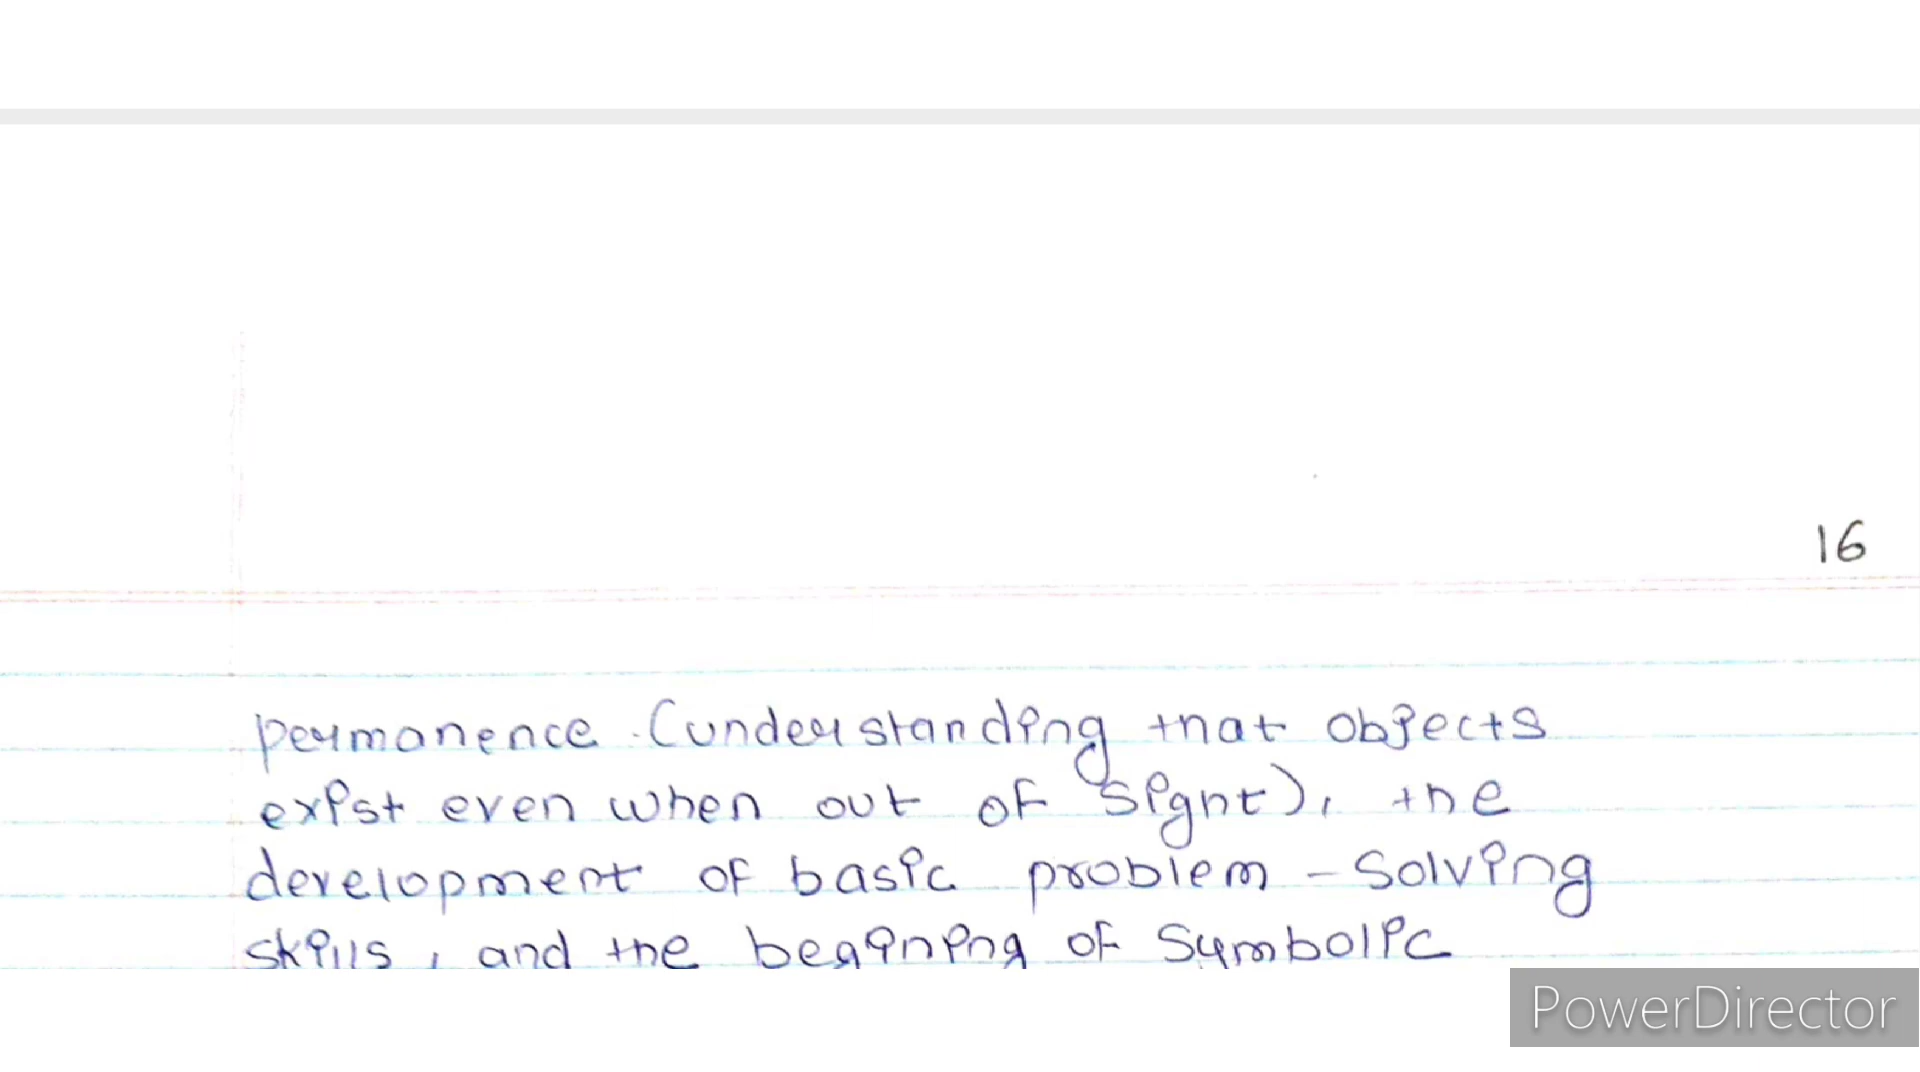 16
permanence (understanding that objects
exist even when out of sight), the
development of basic problem - solving
skills, and the begining of symbolic
PowerDirector